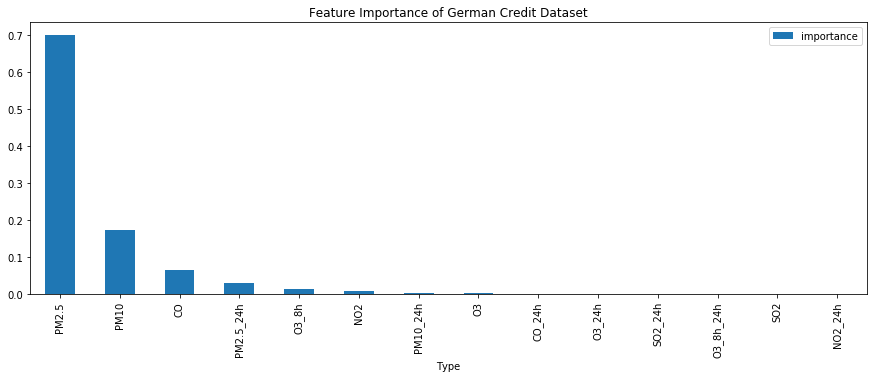 Feature Importance of German Credit Dataset
importance
0.7
0.6
0.5
0.4
0.3
0.2
0.1
0.0
PM2.5
PM10
CO
PM2.5_24h
O3_8h
NO2
PM10_24h
O3
CO_24h
O3_24h
SO2_24h
O3_8h_24h
SO2
NO2_24h
Type